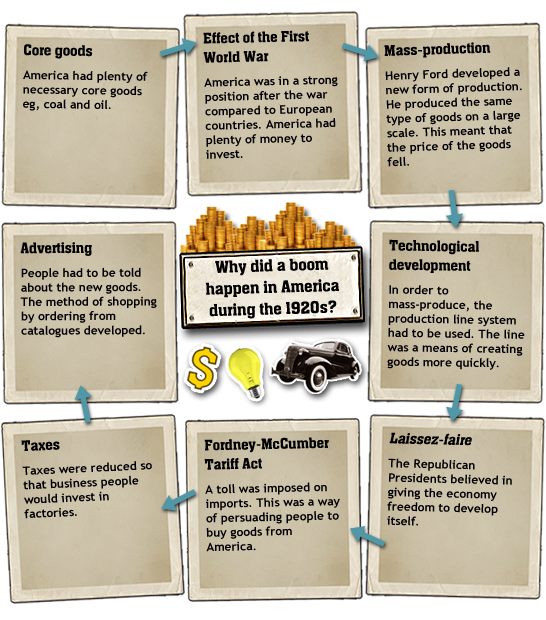 Core goods
America had plenty of
necessary core goods
eg, coal and oil.
Effect of the First
World War
America was in a strong
position after the war
compared to European
countries. America had
plenty of money to
invest.
Mass-production
Henry Ford developed a
new form of production.
He produced the same
type of goods on a large
scale. This meant that
the price of the goods
fell.
Advertising
People had to be told
about the new goods.
The method of shopping
by ordering from
catalogues developed.
Why did a boom
happen in America
during the 1920s?
$
Technological
development
In order to
mass-produce, the
production line system
had to be used. The line
was a means of creating
goods more quickly.
Taxes
Taxes were reduced so
that business people
would invest in
factories.
Fordney-McCumber
Tariff Act
A toll was imposed on
imports. This was a way
of persuading people to
buy goods from
America.
Laissez-faire
The Republican
Presidents believed in
giving the economy
freedom to develop
itself.